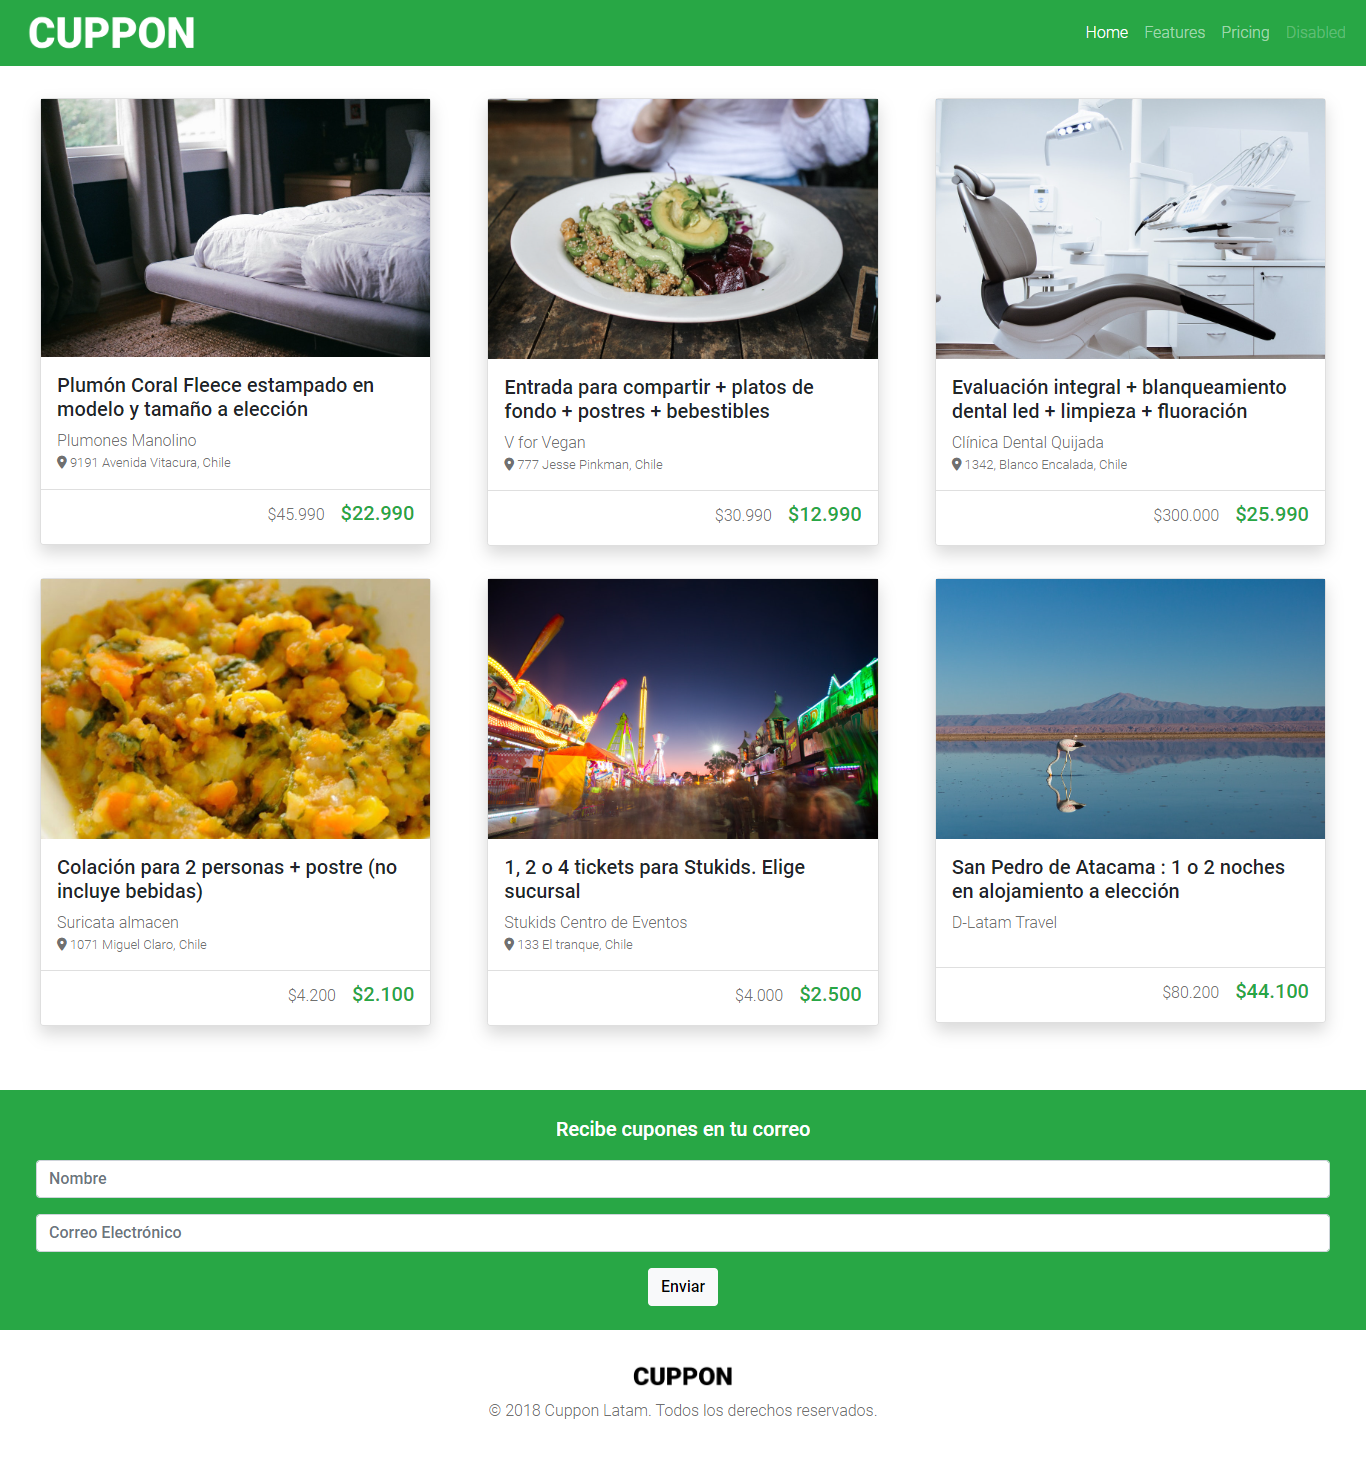 CUPPON
Home Features Pricing Disabled
Plumón Coral Fleece estampado en
modelo y tamaño a elección
Plumones Manolino
9191 Avenida Vitacura, Chile
$45.990 $22.990
Entrada para compartir + platos de
fondo + postres + bebestibles
V for Vegan
777 Jesse Pinkman, Chile
$30.990 $12.990
Evaluación integral + blanqueamiento
dental led + limpieza + fluoración
Clínica Dental Quijada
1342, Blanco Encalada, Chile
$300.000 $25.990
Colación para 2 personas + postre (no
incluye bebidas)
Suricata almacen
1071 Miguel Claro, Chile
$4.200 $2.100
1, 2 o 4 tickets para Stukids. Elige
sucursal
Stukids Centro de Eventos
133 El tranque, Chile
$4.000 $2.500
San Pedro de Atacama : 1 o 2 noches
en alojamiento a elección
D-Latam Travel
$80.200 $44.100
Recibe cupones en tu correo
Nombre
Correo Electrónico
Enviar
CUPPON
© 2018 Cuppon Latam. Todos los derechos reservados.